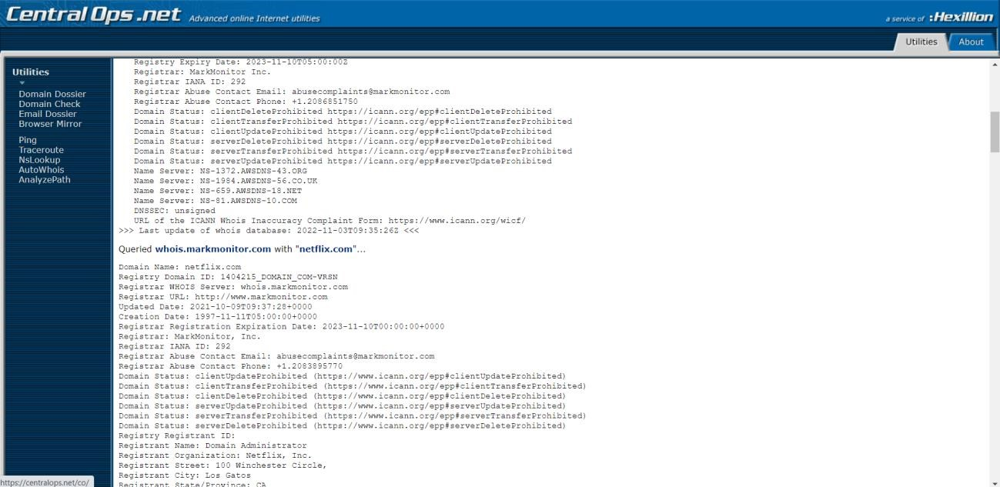 CentralOps.net Advanced online Internet utilities
a service of :Hexillion
Utilities About
Utilities
Domain Dossier
Domain Check
Email Dossier
Browser Mirror
Ping
Traceroute
NsLookup
AutoWhois
AnalyzePath
Registry Expiry Date: 2023-11-10T05:00:00Z
Registrar: MarkMonitor Inc.
Registrar IANA ID: 292
Registrar Abuse Contact Email: abusecomplaints@markmonitor.com
Registrar Abuse Contact Phone: +1.2086851750
Domain Status: clientDeleteProhibited https://icann.org/epp#clientDeleteProhibited
Domain Status: clientTransferProhibited https://icann.org/epp#clientTransferProhibited
Domain Status: clientUpdateProhibited https://icann.org/epp#clientUpdateProhibited
Domain Status: serverDeleteProhibited https://icann.org/epp#serverDeleteProhibited
Domain Status: serverTransferProhibited https://icann.org/epp#serverTransferProhibited
Domain Status: serverUpdateProhibited https://icann.org/epp#serverUpdateProhibited
Name Server: NS-1372.AWSDNS-43.ORG
Name Server: NS-1984.AWSDNS-56.CO.UK
Name Server: NS-659.AWSDNS-18.NET
Name Server: NS-81.AWSDNS-10.COM
DNSSEC: unsigned
URL of the ICANN Whois Inaccuracy Complaint Form: https://www.icann.org/wicf/
>>> Last update of whois database: 2022-11-03T09:35:26Z <<<
Queried whois.markmonitor.com with "netflix.com"...
Domain Name: netflix.com
Registry Domain ID: 1404215_DOMAIN_COM-VRSN
Registrar WHOIS Server: whois.markmonitor.com
Registrar URL: http://www.markmonitor.com
Updated Date: 2021-10-09T09:37:28+0000
Creation Date: 1997-11-11T05:00:00+0000
Registrar Registration Expiration Date: 2023-11-10T00:00:00+0000
Registrar: MarkMonitor, Inc.
Registrar IANA ID: 292
Registrar Abuse Contact Email: abusecomplaints@markmonitor.com
Registrar Abuse Contact Phone: +1.2083895770
Domain Status: clientUpdateProhibited (https://www.icann.org/epp#clientUpdateProhibited)
Domain Status: clientTransferProhibited (https://www.icann.org/epp#clientTransferProhibited)
Domain Status: clientDeleteProhibited (https://www.icann.org/epp#clientDeleteProhibited)
Domain Status: serverUpdateProhibited (https://www.icann.org/epp#serverUpdateProhibited)
Domain Status: serverTransferProhibited (https://www.icann.org/epp#serverTransferProhibited)
Domain Status: serverDeleteProhibited (https://www.icann.org/epp#serverDeleteProhibited)
Registry Registrant ID:
Registrant Name: Domain Administrator
Registrant Organization: Netflix, Inc.
Registrant Street: 100 Winchester Circle,
Registrant City: Los Gatos
Registrant State/Province: CA
https://centralops.net/co/